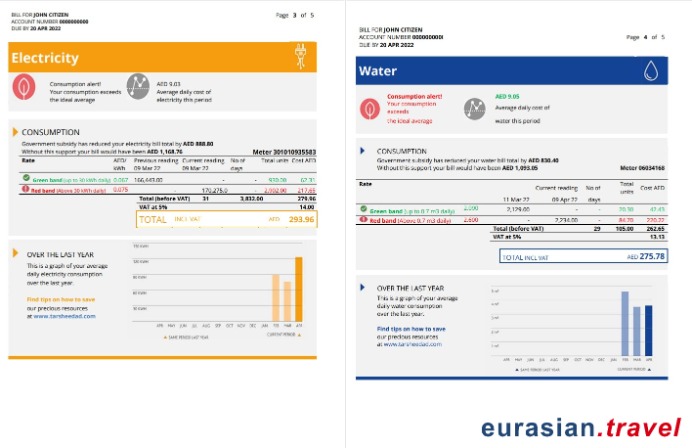 BILL FOR JOHN CITIZEN
ACCOUNT NUMBER 0000000000
DUE BY 20 APR 2022
Page 3 of 5
Electricity
Consumption alert!
Your consumption exceeds
the ideal average
AED 9.03
Average daily cost of
electricity this period
CONSUMPTION
Government subsidy has reduced your electricity bill total by AED 888.80
Without this support your bill would have been AED 1,168.76
Meter 301010935583
Rate AED/ kWh Previous reading 09 Mar 22 Current reading 09 Mar 22 No of days Total units Cost AED
Green band (up to 30 kWh daily) 0.067 166,443.00 - - 930.00 62.31
Red band (Above 30 kWh daily) 0.075 - 170,275.0 - 2,902.00 217.65
Total (before VAT) 31 3,832.00 279.96
VAT at 5% 14.00
TOTAL INCL VAT AED 293.96
OVER THE LAST YEAR
This is a graph of your average
daily electricity consumption
over the last year.
Find tips on how to save
our precious resources
at www.tarsheedad.com
APR MAY JUN JUL AUG SEP OCT NOV DEC JAN FEB MAR APR
SAME PERIOD LAST YEAR
CURRENT PERIOD
BILL FOR JOHN CITIZEN
ACCOUNT NUMBER
DUE BY 20 APR 2022
Page 4 of 5
Water
Consumption alert!
Your consumption
exceeds
the ideal average
AED 9.05
Average daily cost of
water this period
CONSUMPTION
Government subsidy has reduced your water bill total by AED 830.40
Without this support your bill would have been AED 1,093.05
Meter 06034168
Rate Current reading No of days Total units Cost AED
11 Mar 22 09 Apr 22
Green band (up to 0.7 m3 daily) 2,129.00 - - 20.30 42.43
Red band (Above 0.7 m3 daily) 2.600 - 2,234.00 - 84.70 220.22
Total (before VAT) 29 105.00 262.65
VAT at 5% 13.13
TOTAL INCL VAT AED 275.78
OVER THE LAST YEAR
This is a graph of your average
daily water consumption
over the last year.
Find tips on how to save
our precious resources
at www.tarsheedad.com
APR MAY JUN JUL AUG SEP OCT NOV DEC JAN FEB MAR APR
SAME PERIOD LAST YEAR
CURRENT PERIOD
eurasian.travel